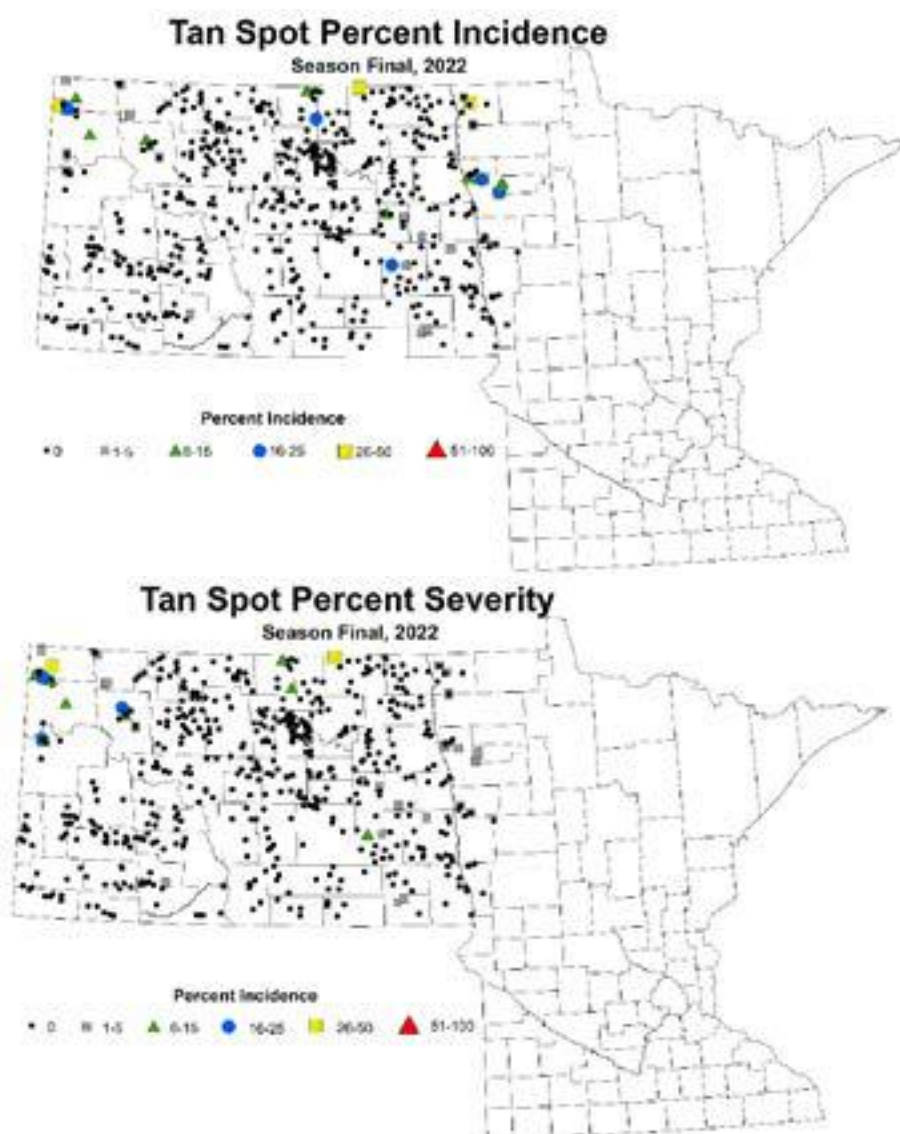 Tan Spot Percent Incidence
Season Final, 2022
Percent Incidence
0 1-5 6-15 16-25 26-50 51-100
Tan Spot Percent Severity
Season Final, 2022
Percent Incidence
0 1-5 6-15 16-25 26-50 51-100